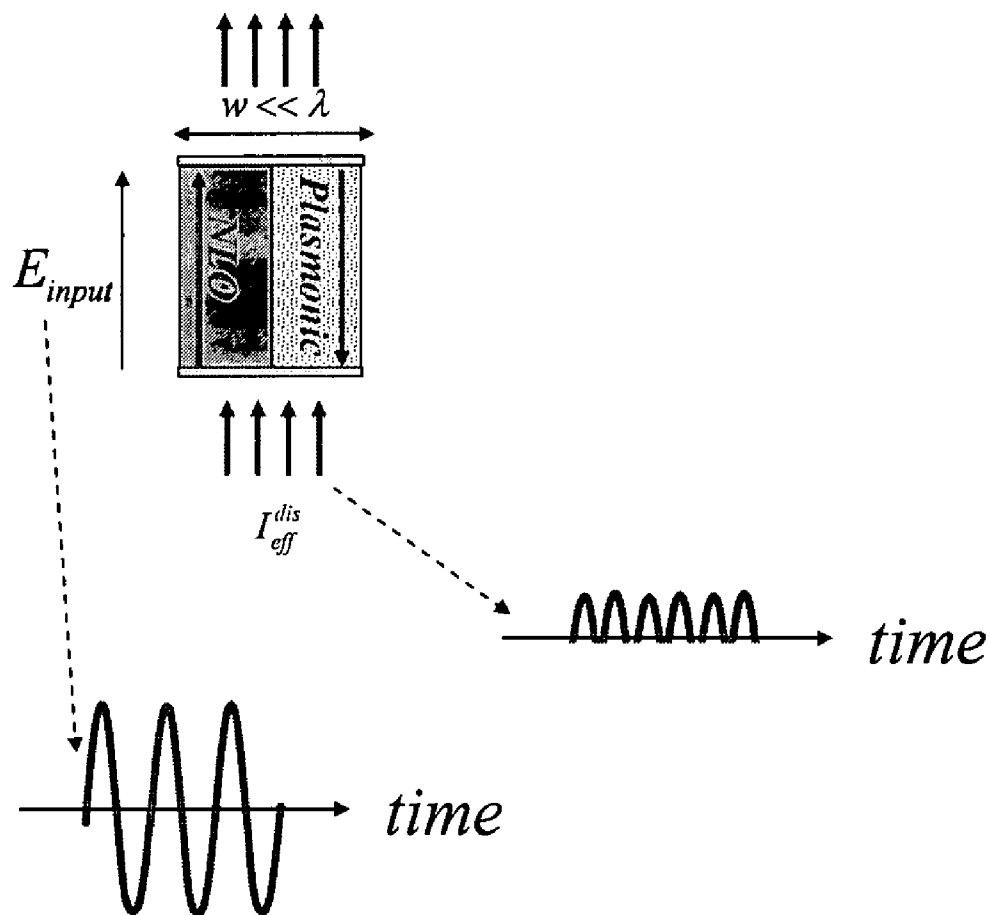 w << λ
NLO
Plasmonic
E_input
I_eff^dis
time
time